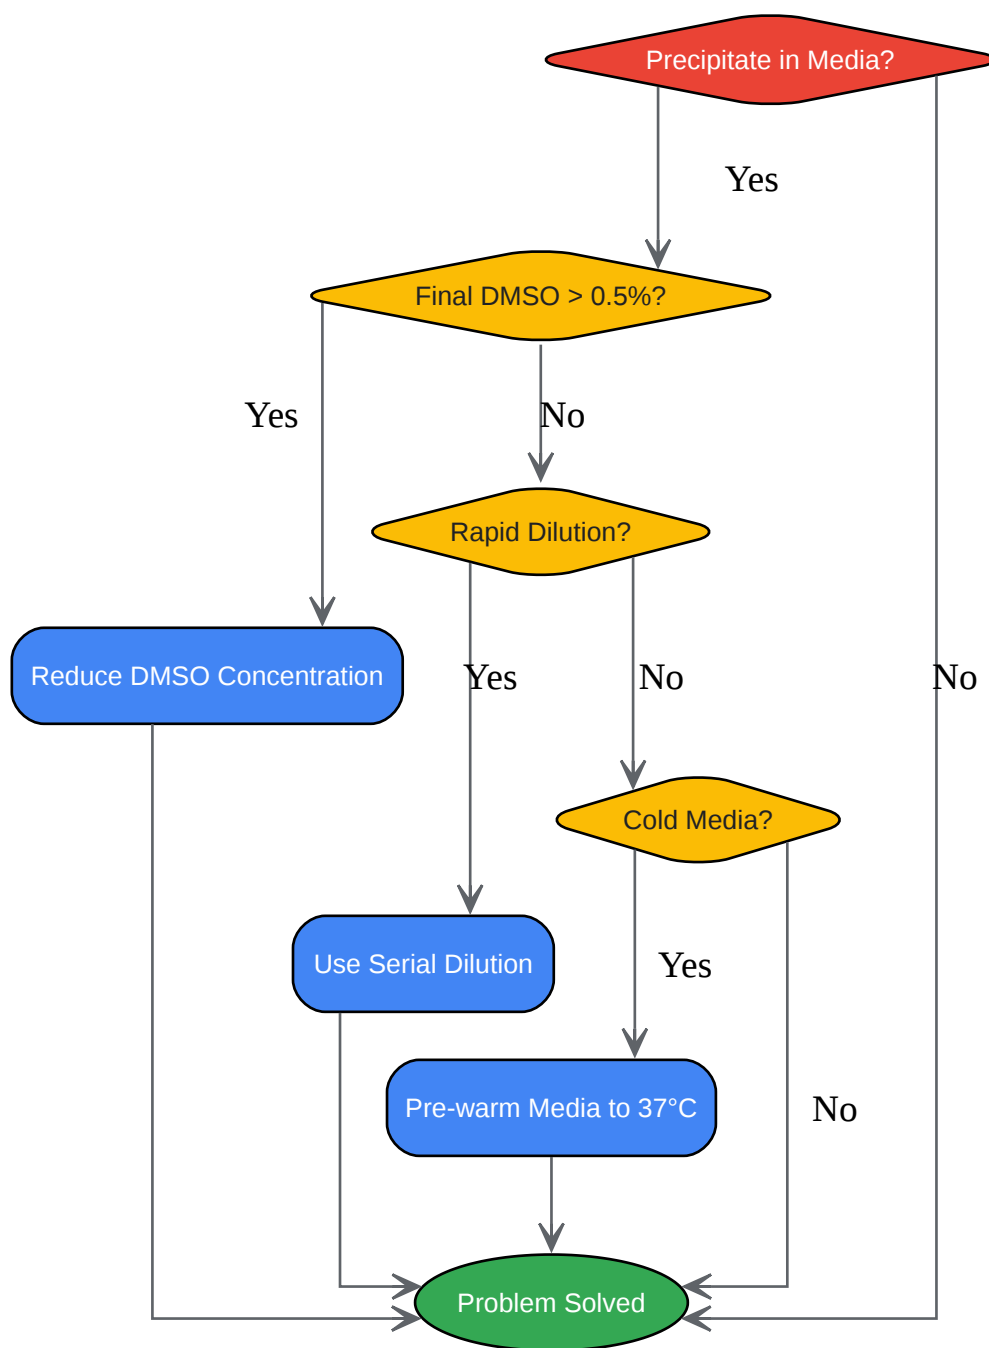 Precipitate in Media?
Yes
Final DMSO > 0.5%?
Yes
No
Rapid Dilution?
Reduce DMSO Concentration
Yes
No
No
Cold Media?
Use Serial Dilution
Yes
Pre-warm Media to 37°C
No
Problem Solved